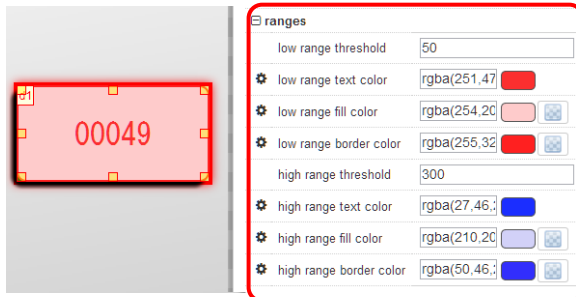 d1
00049
ranges
low range threshold 50
low range text color rgba(251,47
low range fill color rgba(254,20
low range border color rgba(255,32
high range threshold 300
high range text color rgba(27,46,
high range fill color rgba(210,20
high range border color rgba(50,46,